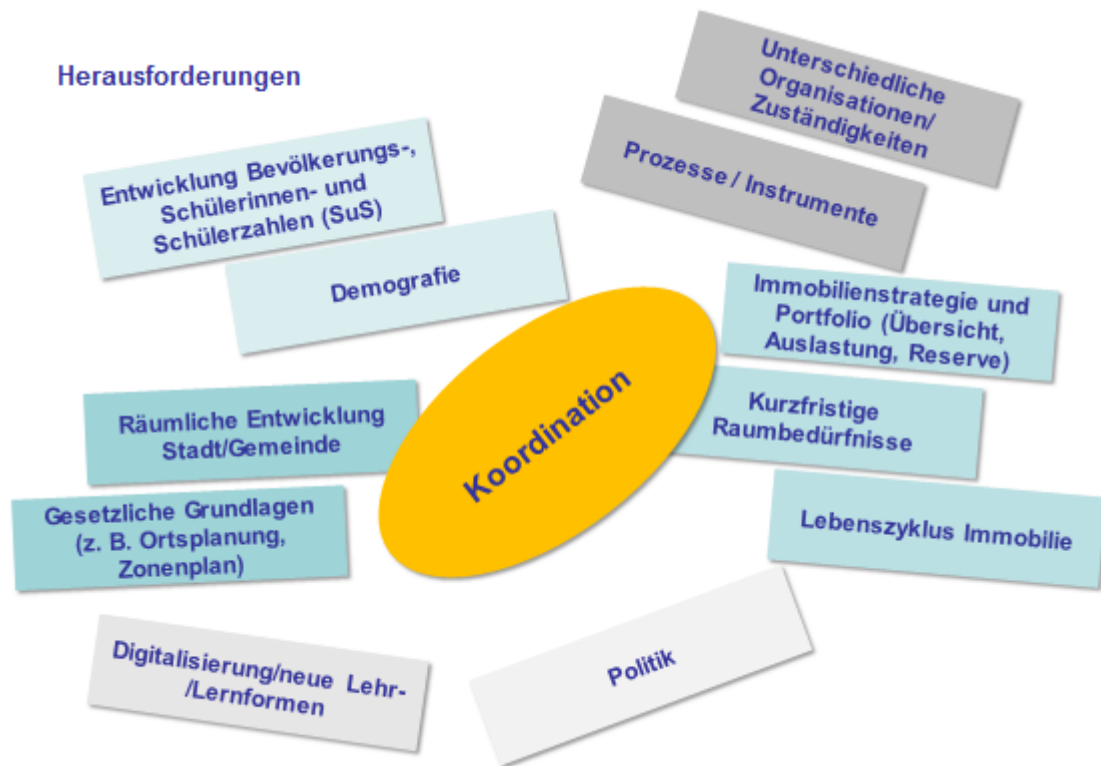 Herausforderungen
Unterschiedliche
Organisationen/
Zuständigkeiten
Prozesse / Instrumente
Entwicklung Bevölkerungs-,
Schülerinnen- und
Schülerzahlen (SuS)
Demografie
Immobilienstrategie und
Portfolio (Übersicht,
Auslastung, Reserve)
Koordination
Räumliche Entwicklung
Stadt/Gemeinde
Kurzfristige
Raumbedürfnisse
Gesetzliche Grundlagen
(z. B. Ortsplanung,
Zonenplan)
Lebenszyklus Immobilie
Digitalisierung/neue Lehr-
/Lernformen
Politik